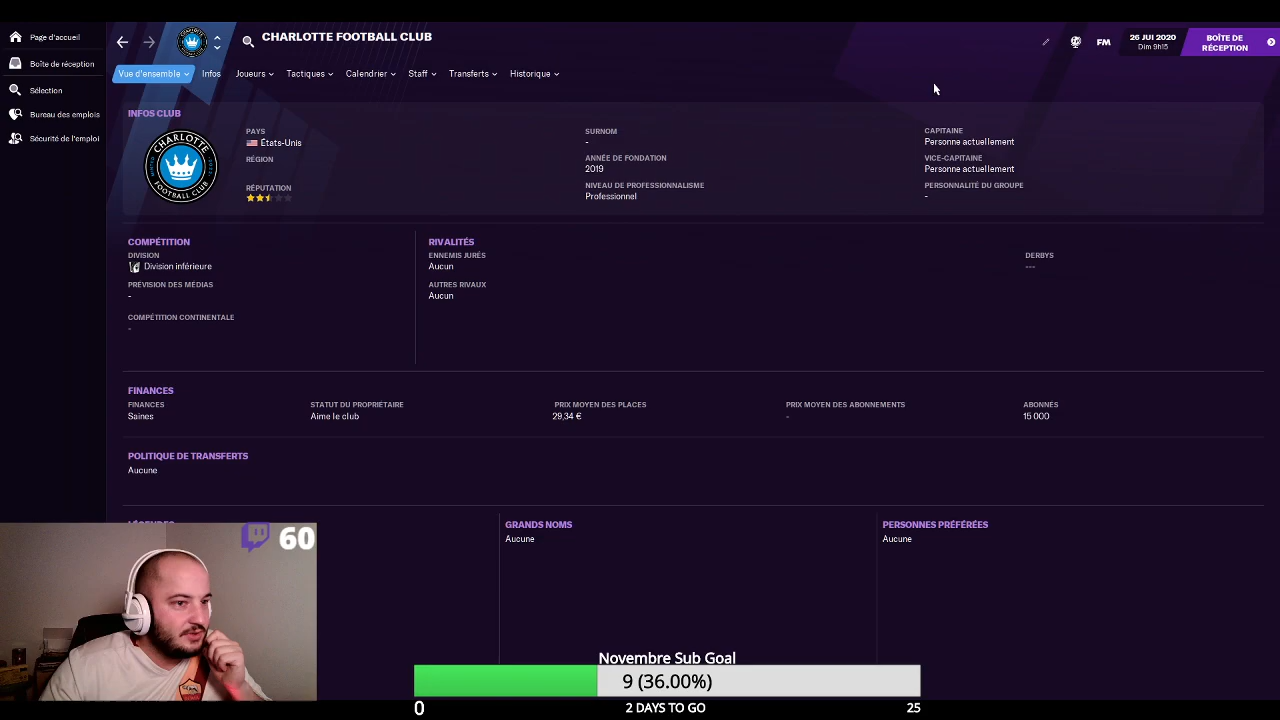 Page d'accueil
Boîte de réception
Sélection
Bureau des emplois
Sécurité de l'emploi
CHARLOTTE FOOTBALL CLUB
FM
26 JUI 2020
Dim 9h15
BOÎTE DE RÉCEPTION
Vue d'ensemble
Infos
Joueurs
Tactiques
Calendrier
Staff
Transferts
Historique
INFOS CLUB
CHARLOTTE
FOOTBALL CLUB
PAYS
États-Unis
RÉGION
RÉPUTATION
SURNOM
-
ANNÉE DE FONDATION
2019
NIVEAU DE PROFESSIONNALISME
Professionnel
CAPITAINE
Personne actuellement
VICE-CAPITAINE
Personne actuellement
PERSONNALITÉ DU GROUPE
-
COMPÉTITION
DIVISION
Division inférieure
PRÉVISION DES MÉDIAS
-
COMPÉTITION CONTINENTALE
-
RIVALITÉS
ENNEMIS JURÉS
Aucun
AUTRES RIVAUX
Aucun
DERBYS
---
FINANCES
FINANCES
Saines
STATUT DU PROPRIÉTAIRE
Aime le club
PRIX MOYEN DES PLACES
29,34 €
PRIX MOYEN DES ABONNEMENTS
-
ABONNÉS
15 000
POLITIQUE DE TRANSFERTS
Aucune
GRANDS NOMS
Aucune
PERSONNES PRÉFÉRÉES
Aucune
60
Novembre Sub Goal
9 (36.00%)
0
2 DAYS TO GO
25